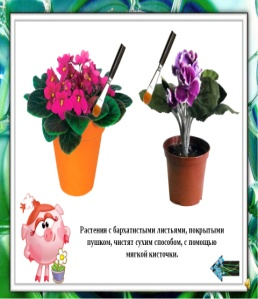 Растения с бархатистыми листьями, покрытыми
пушком, чистят сухим способом, с помощью
мягкой кисточки.